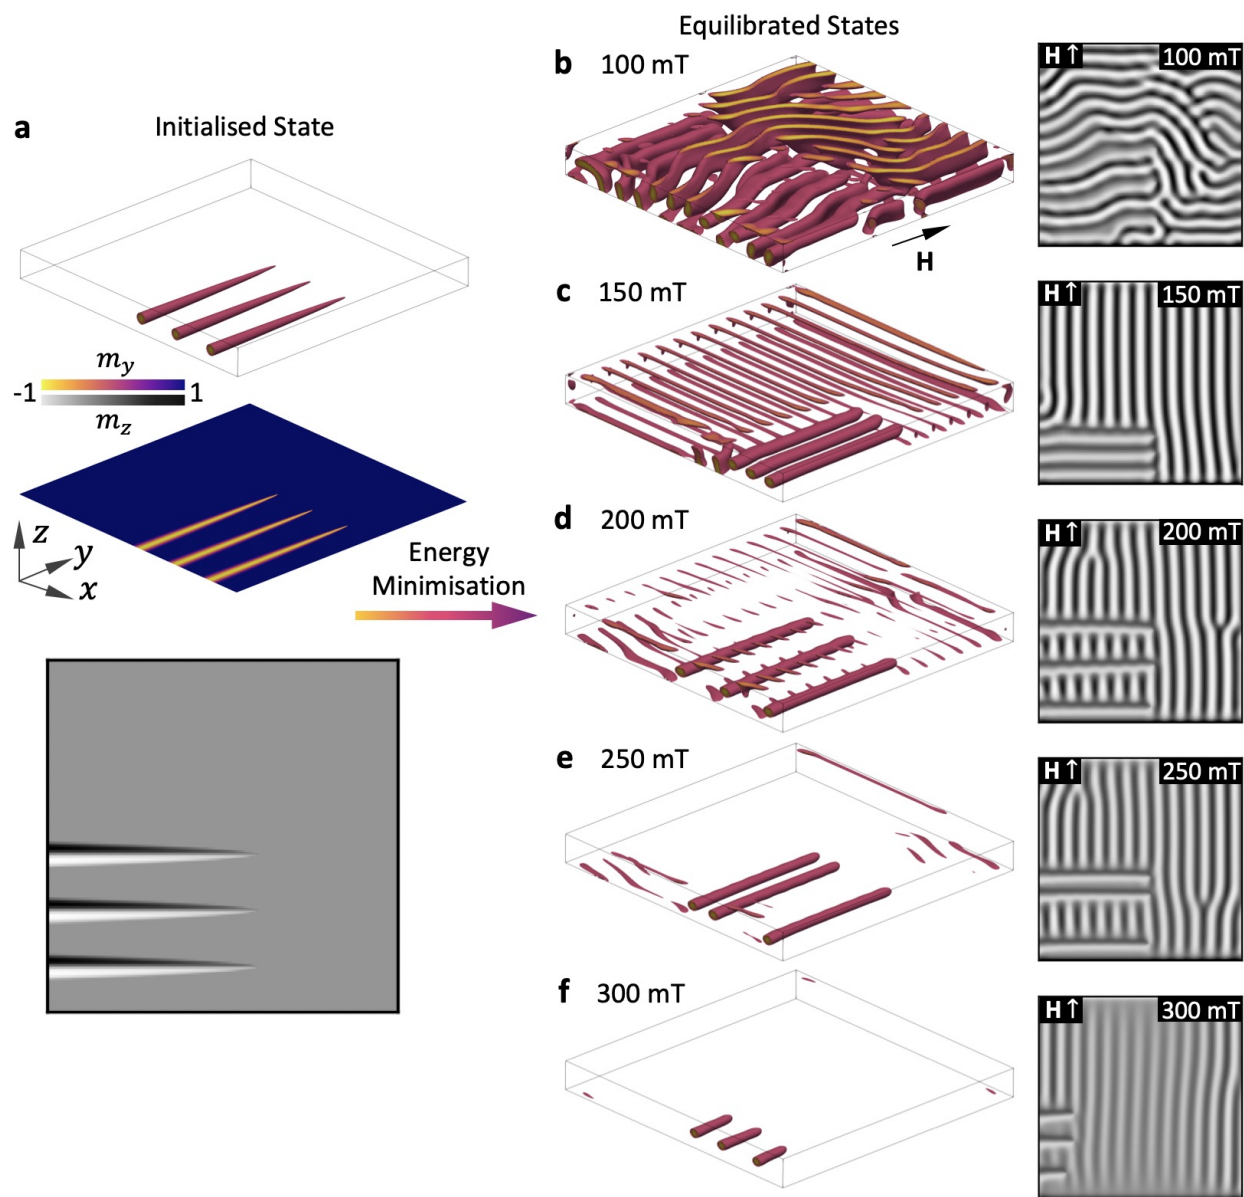 a
Initialised State
m_y
-1 1
m_z
z
y
x
Energy
Minimisation
Equilibrated States
b 100 mT
H
H↑ 100 mT
c 150 mT
H↑ 150 mT
d 200 mT
H↑ 200 mT
e 250 mT
H↑ 250 mT
f 300 mT
H↑ 300 mT